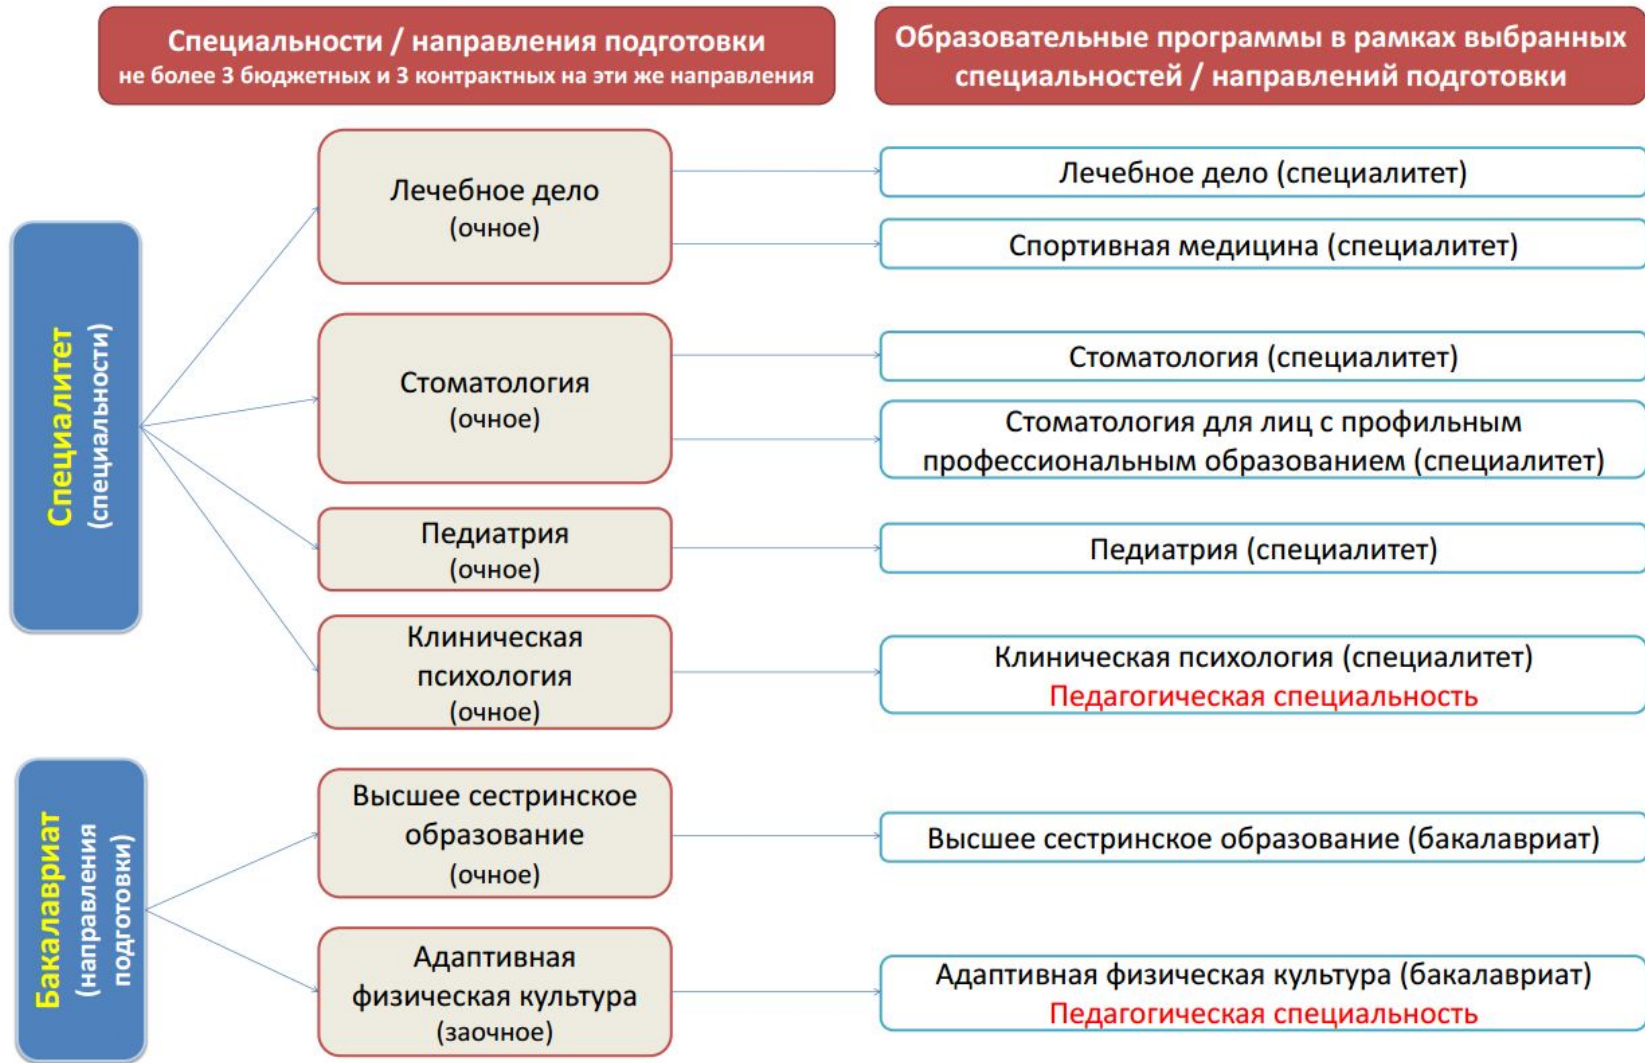 Специальности / направления подготовки
не более 3 бюджетных и 3 контрактных на эти же направления
Образовательные программы в рамках выбранных
специальностей / направлений подготовки
Специалитет
(специальности)
Лечебное дело
(очное)
Лечебное дело (специалитет)
Спортивная медицина (специалитет)
Стоматология
(очное)
Стоматология (специалитет)
Стоматология для лиц с профильным
профессиональным образованием (специалитет)
Педиатрия
(очное)
Педиатрия (специалитет)
Клиническая
психология
(очное)
Клиническая психология (специалитет)
Педагогическая специальность
Бакалавриат
(направления
подготовки)
Высшее сестринское
образование
(очное)
Высшее сестринское образование (бакалавриат)
Адаптивная
физическая культура
(заочное)
Адаптивная физическая культура (бакалавриат)
Педагогическая специальность